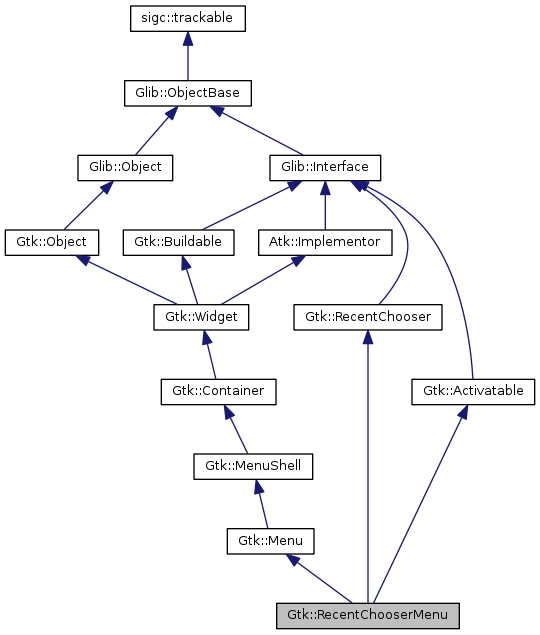 sigc::trackable
Glib::ObjectBase
Glib::Object
Glib::Interface
Gtk::Object
Gtk::Buildable
Atk::Implementor
Gtk::Widget
Gtk::RecentChooser
Gtk::Container
Gtk::Activatable
Gtk::MenuShell
Gtk::Menu
Gtk::RecentChooserMenu